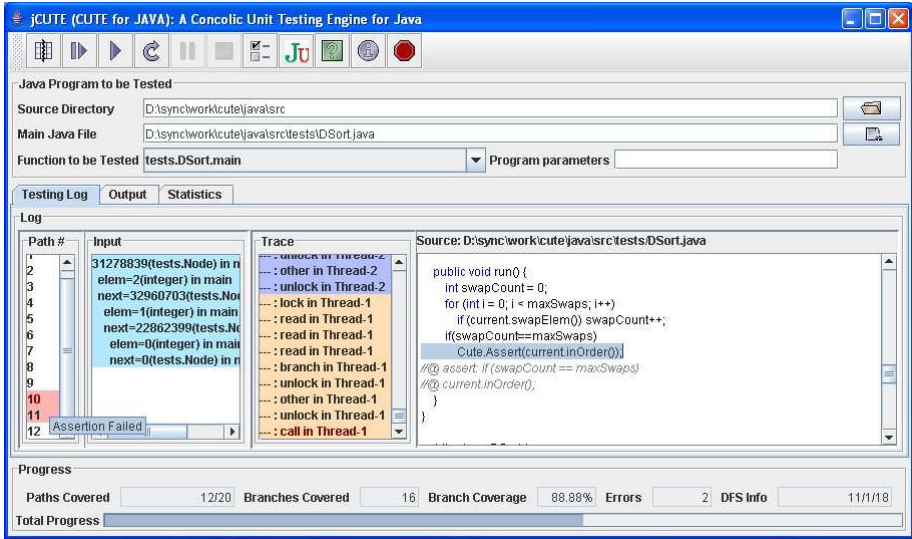 jCUTE (CUTE for JAVA): A Concolic Unit Testing Engine for Java
JU
Java Program to be Tested
Source Directory D:\sync\work\cute\java\src
Main Java File D:\sync\work\cute\java\src\tests\DSort.java
Function to be Tested tests.DSort.main Program parameters
Testing Log Output Statistics
Log
Path #
2
3
4
5
6
7
8
9
10
11
12
Assertion Failed
Input
31278839(tests.Node) in n
elem=2(integer) in main
next=32960703(tests.No
elem=1(integer) in main
next=22862399(tests.No
elem=0(integer) in mai
next=0(tests.Node) in n
Trace
--- : unlock in Thread-2
--- : other in Thread-2
--- : unlock in Thread-2
--- : lock in Thread-1
--- : read in Thread-1
--- : read in Thread-1
--- : read in Thread-1
--- : branch in Thread-1
--- : unlock in Thread-1
--- : other in Thread-1
--- : unlock in Thread-1
--- : call in Thread-1
Source: D:\sync\work\cute\java\src\tests/DSort.java
public void run() {
int swapCount = 0;
for (int i = 0; i < maxSwaps; i++)
if (current.swapElem()) swapCount++;
if(swapCount==maxSwaps)
Cute.Assert(current.inOrder());
//@ assert: if (swapCount == maxSwaps)
//@ current.inOrder();
}
}
Progress
Paths Covered 12/20 Branches Covered 16 Branch Coverage 88.88% Errors 2 DFS Info 11/1/18
Total Progress